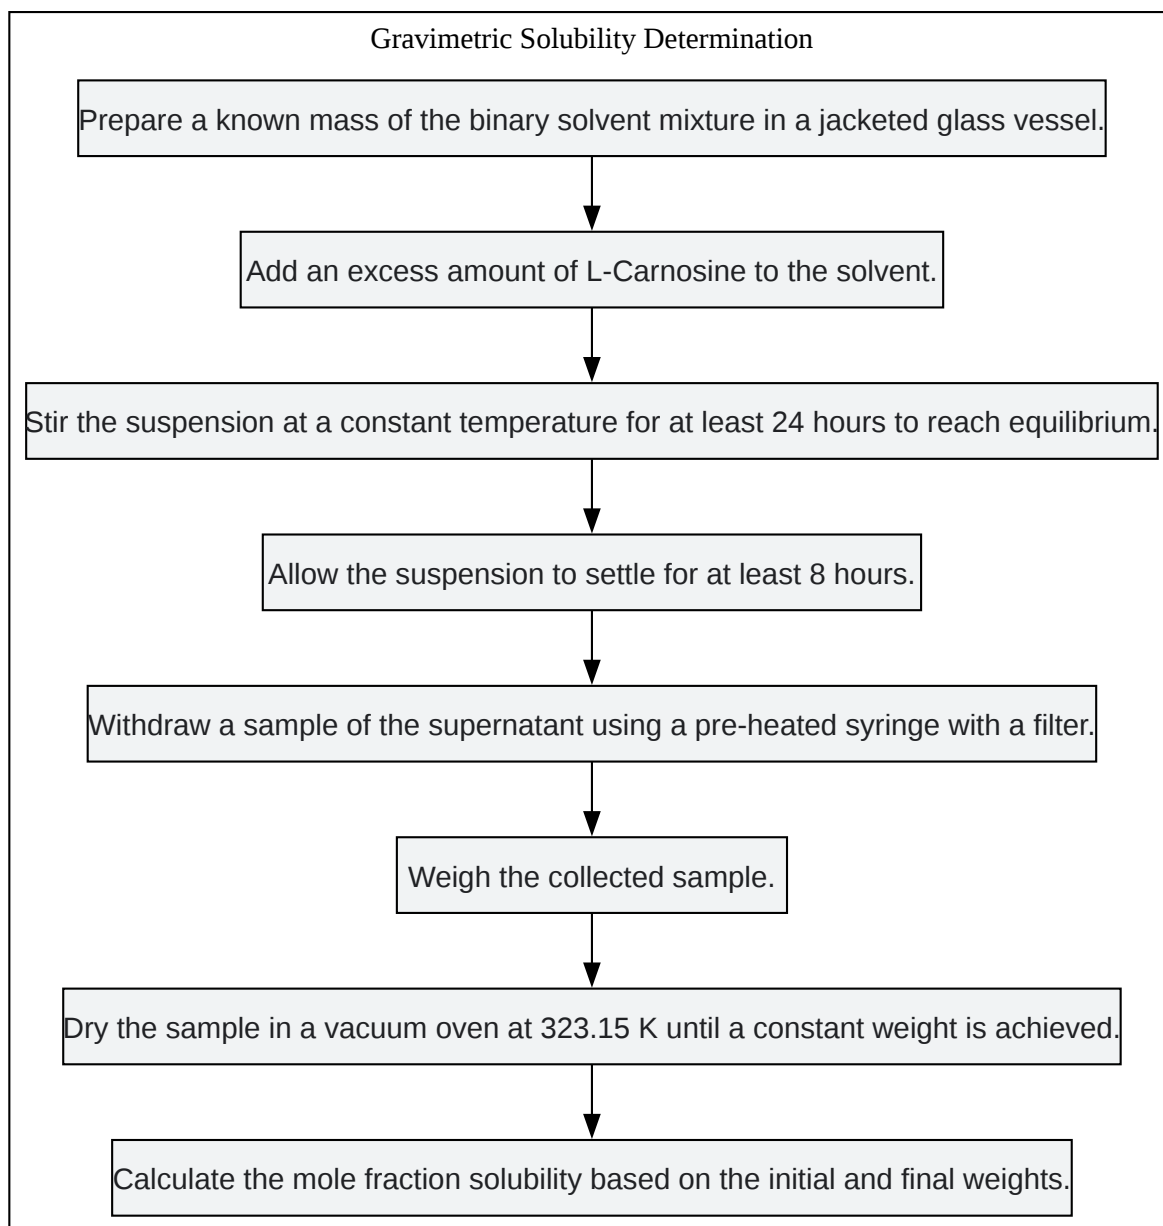 Gravimetric Solubility Determination
Prepare a known mass of the binary solvent mixture in a jacketed glass vessel.
Add an excess amount of L-Carnosine to the solvent.
Stir the suspension at a constant temperature for at least 24 hours to reach equilibrium.
Allow the suspension to settle for at least 8 hours.
Withdraw a sample of the supernatant using a pre-heated syringe with a filter.
Weigh the collected sample.
Dry the sample in a vacuum oven at 323.15 K until a constant weight is achieved.
Calculate the mole fraction solubility based on the initial and final weights.